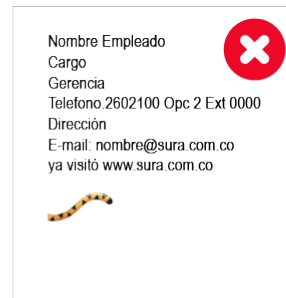 Nombre Empleado
Cargo
Gerencia
Telefono.2602100 Opc 2 Ext 0000
Dirección
E-mail: nombre@sura.com.co
ya visitó www.sura.com.co